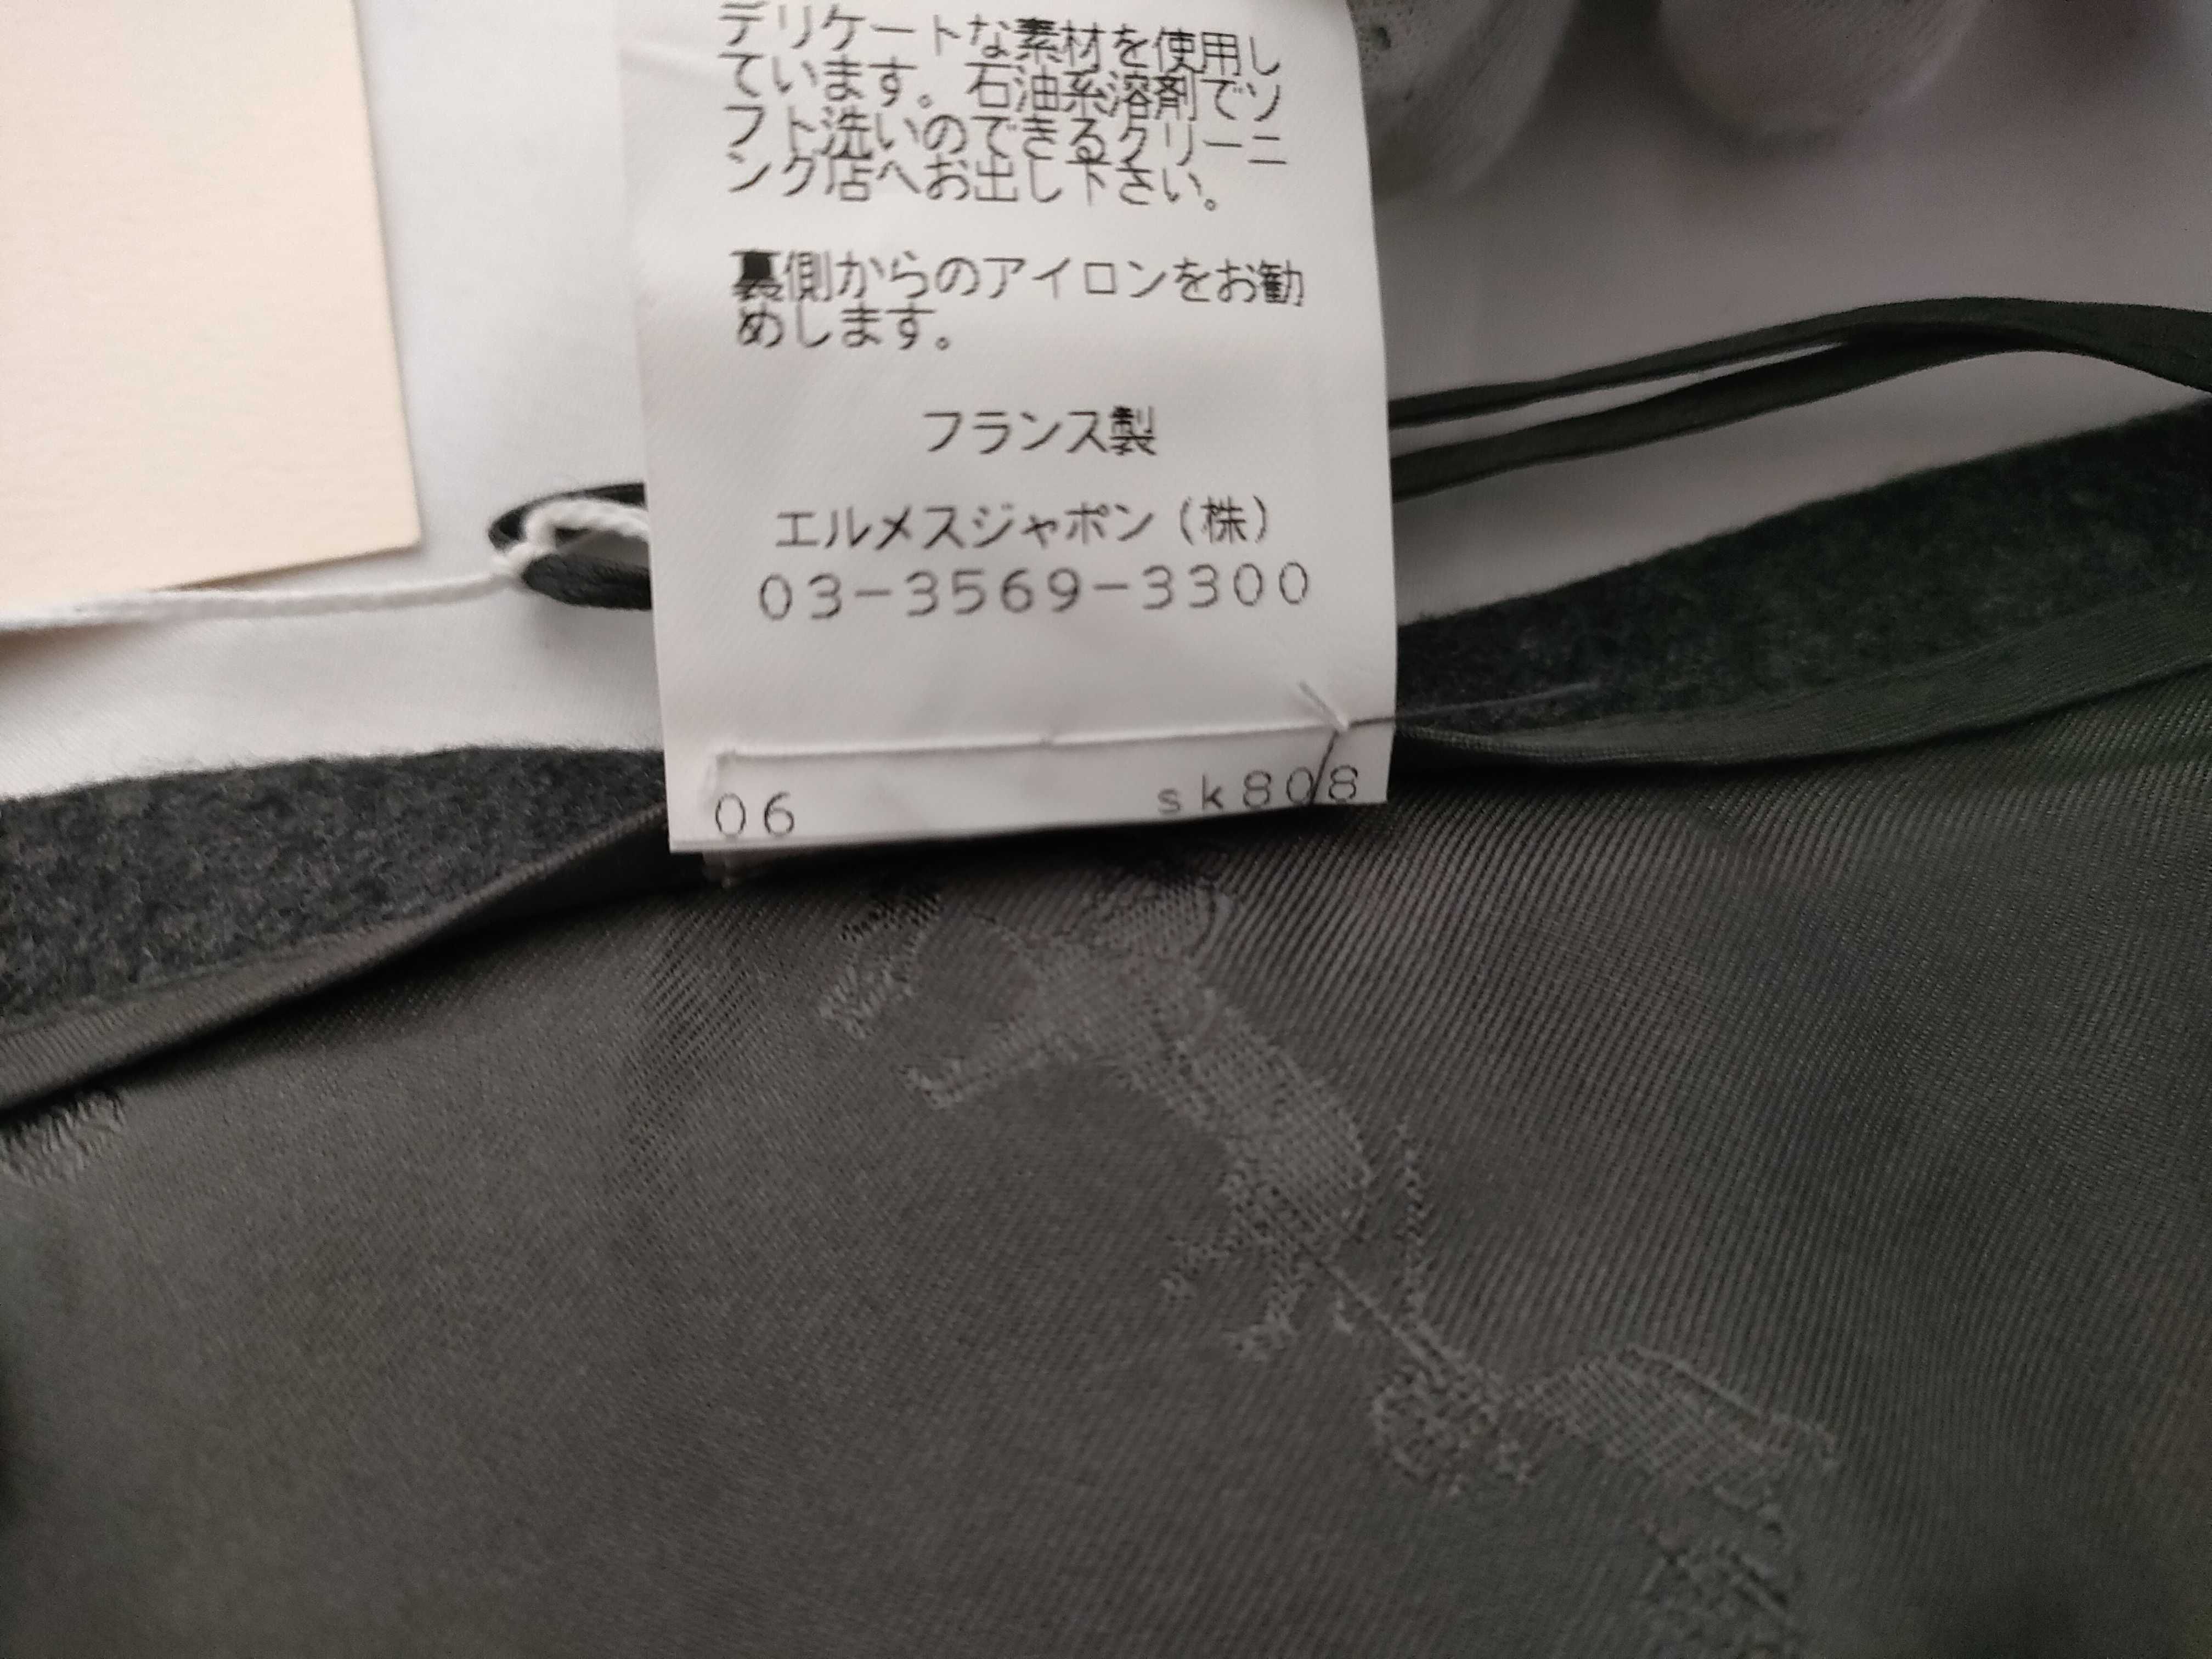 デリケートな素材を使用し
ています。石油系溶剤でソ
フト洗いのできるクリーニ
ング店へお出し下さい。
裏側からのアイロンをお勧
めします。
フランス製
エルメスジャポン(株)
03-3569-3300
06 sk808